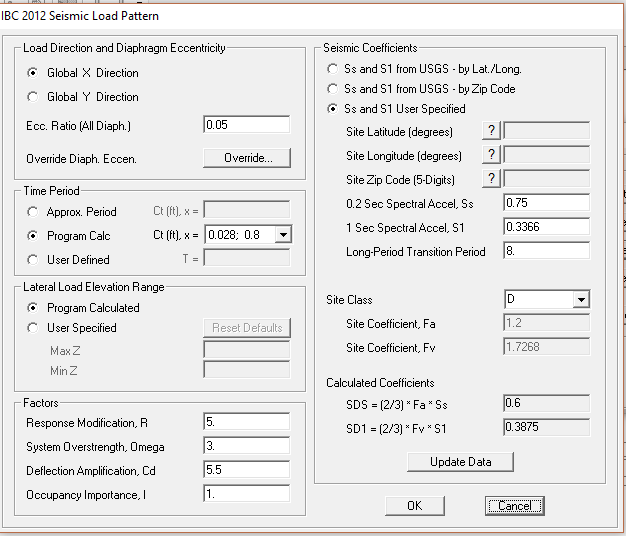 IBC 2012 Seismic Load Pattern
Load Direction and Diaphragm Eccentricity
Global X Direction
Global Y Direction
Ecc. Ratio (All Diaph.) 0.05
Override Diaph. Eccen. Override...
Time Period
Approx. Period Ct (ft), x =
Program Calc Ct (ft), x = 0.028; 0.8
User Defined T =
Lateral Load Elevation Range
Program Calculated
User Specified Reset Defaults
Max Z
Min Z
Factors
Response Modification, R 5.
System Overstrength, Omega 3.
Deflection Amplification, Cd 5.5
Occupancy Importance, I 1.
Seismic Coefficients
Ss and S1 from USGS - by Lat./Long.
Ss and S1 from USGS - by Zip Code
Ss and S1 User Specified
Site Latitude (degrees) ?
Site Longitude (degrees) ?
Site Zip Code (5-Digits) ?
0.2 Sec Spectral Accel, Ss 0.75
1 Sec Spectral Accel, S1 0.3366
Long-Period Transition Period 8.
Site Class D
Site Coefficient, Fa 1.2
Site Coefficient, Fv 1.7268
Calculated Coefficients
SDS = (2/3) * Fa * Ss 0.6
SD1 = (2/3) * Fv * S1 0.3875
Update Data
OK Cancel